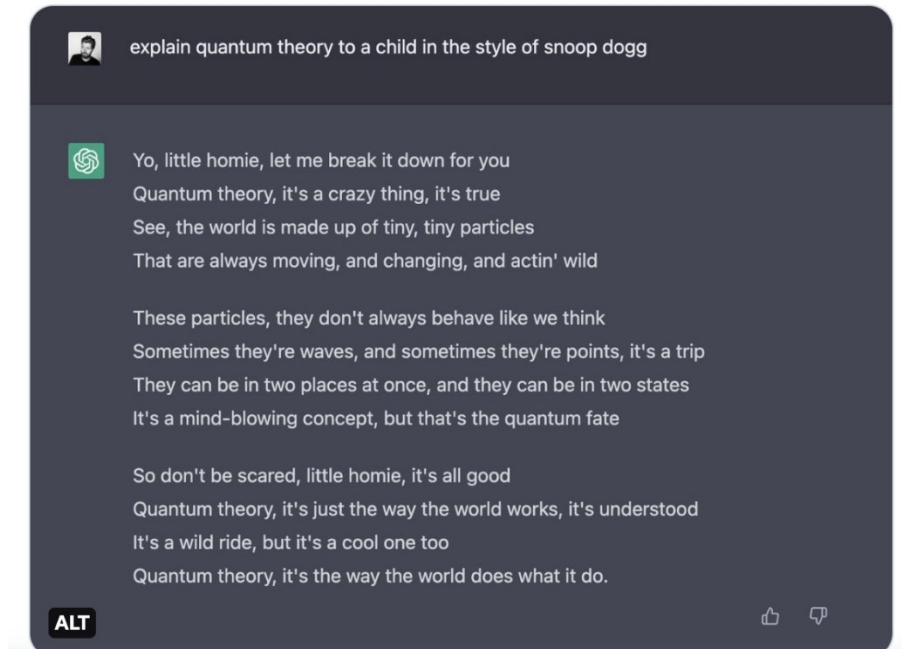 explain quantum theory to a child in the style of snoop dogg
Yo, little homie, let me break it down for you
Quantum theory, it's a crazy thing, it's true
See, the world is made up of tiny, tiny particles
That are always moving, and changing, and actin' wild
These particles, they don't always behave like we think
Sometimes they're waves, and sometimes they're points, it's a trip
They can be in two places at once, and they can be in two states
It's a mind-blowing concept, but that's the quantum fate
So don't be scared, little homie, it's all good
Quantum theory, it's just the way the world works, it's understood
It's a wild ride, but it's a cool one too
Quantum theory, it's the way the world does what it do.
ALT